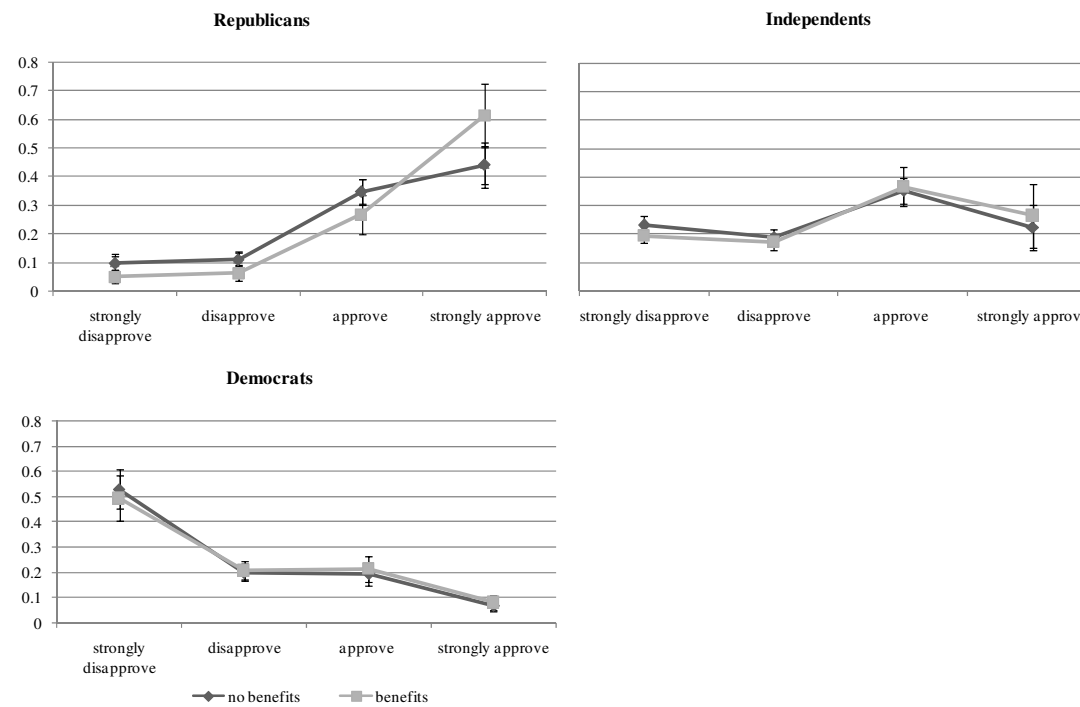 Republicans
0.8
0.7
0.6
0.5
0.4
0.3
0.2
0.1
0
strongly disapprove
disapprove
approve
strongly approve
Independents
strongly disapprove
disapprove
approve
strongly approv
Democrats
0.8
0.7
0.6
0.5
0.4
0.3
0.2
0.1
0
strongly
disapprove
disapprove
approve
strongly approve
no benefits
benefits